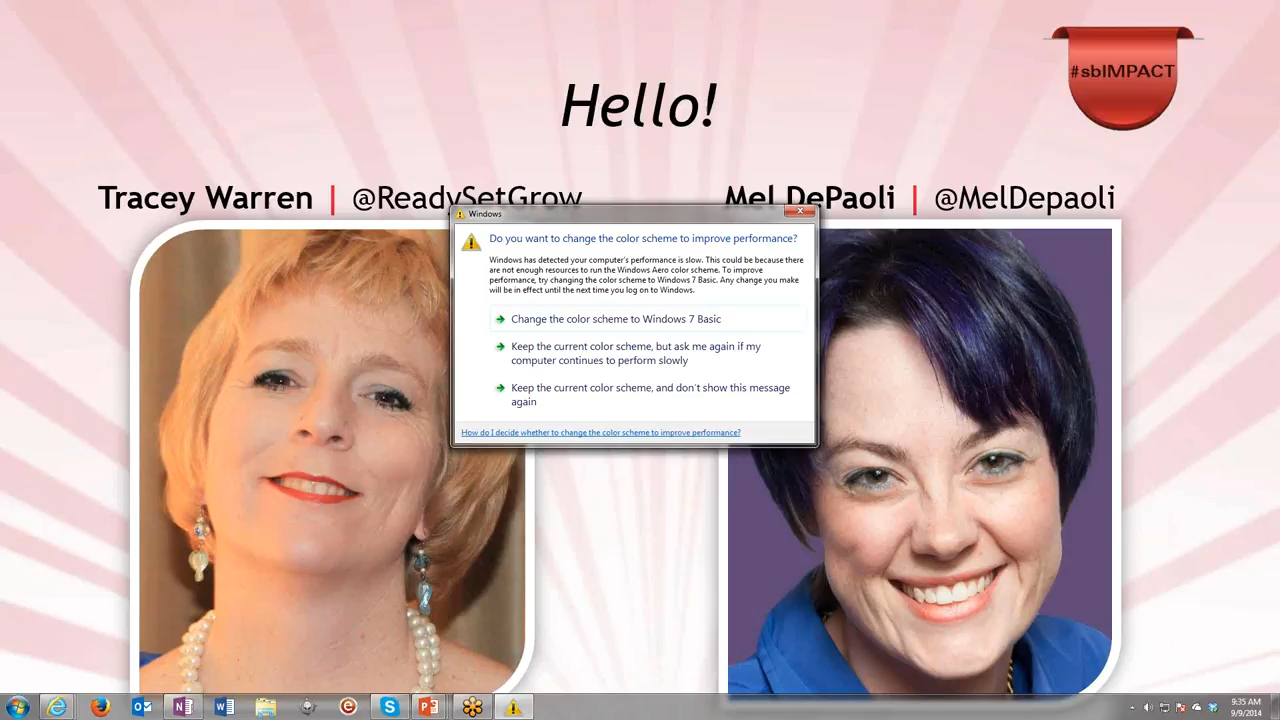 #sbIMPACT
Hello!
Tracey Warren | @ReadySetGrow
Mel DePaoli | @MelDepaoli
Windows
Do you want to change the color scheme to improve performance?
Windows has detected your computer's performance is slow. This could be because there
are not enough resources to run the Windows Aero color scheme. To improve
performance, try changing the color scheme to Windows 7 Basic. Any change you make
will be in effect until the next time you log on to Windows.
Change the color scheme to Windows 7 Basic
Keep the current color scheme, but ask me again if my
computer continues to perform slowly
Keep the current color scheme, and don't show this message
again
How do I decide whether to change the color scheme to improve performance?
9:35 AM
9/9/2014